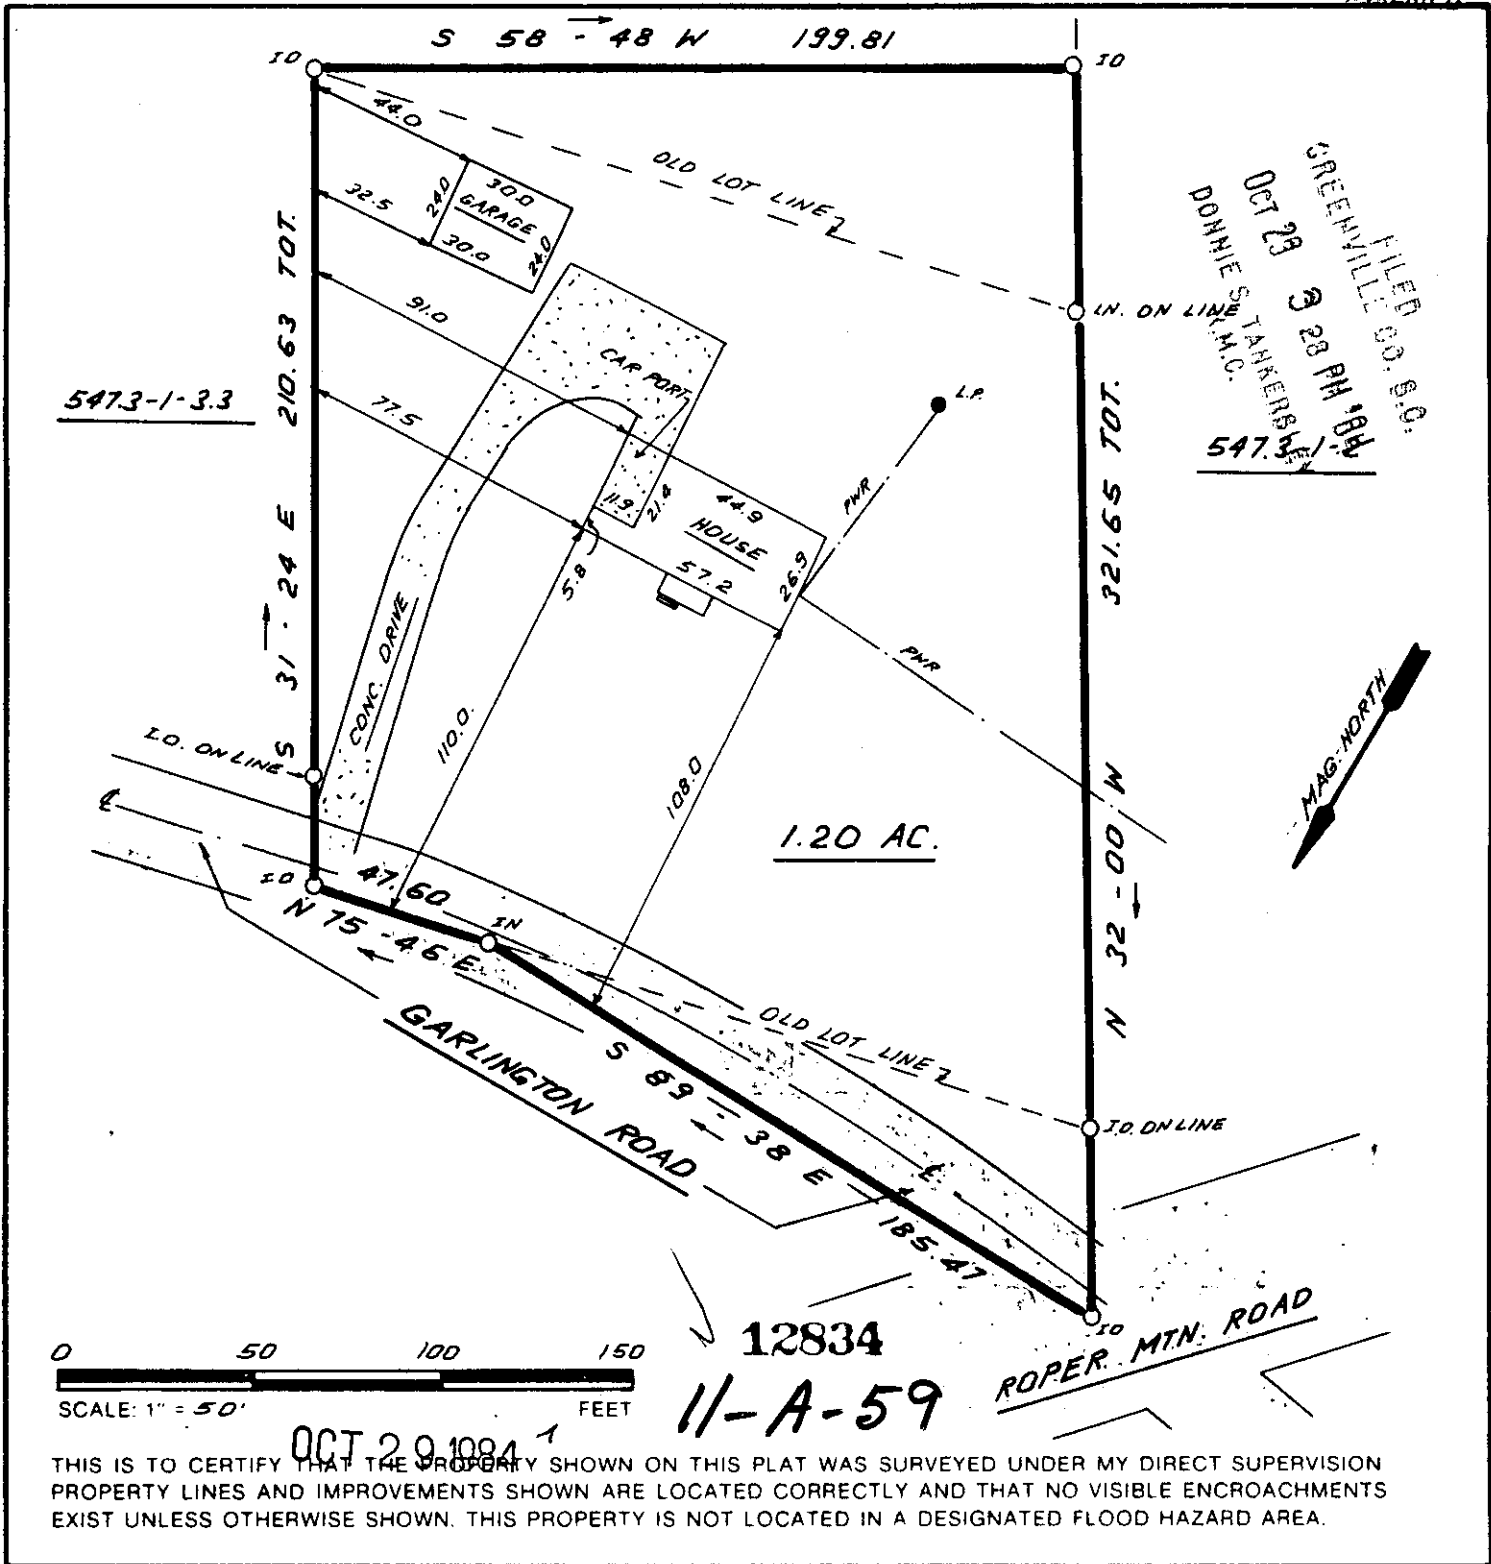 S 58 - 48 W 199.81
IO
IO
44.0
OLD LOT LINE
32.5
24.0
30.0
GARAGE
30.0
24.0
FILED
GREENVILLE CO. S.C.
OCT 29 3 28 PM '84
DONNIE S. TANKERSLEY
R.M.C.
S 31 - 24 E 210.63 TOT.
91.0
LN. ON LINE
CAR PORT
547.3-1-3.3
77.5
L.P.
547.3-1-2
321.65 TOT.
N 32 - 00 W
PWR
11.9
21.4
44.9
HOUSE
57.2
26.9
5.8
CONC. DRIVE
PWR
MAG. NORTH
I.O. ON LINE
110.0
108.0
1.20 AC.
IO
47.60
N 75 - 46 E
IN
GARLINGTON ROAD
OLD LOT LINE
S 89 - 38 E 185.47
I.O. ON LINE
IO
ROPER MTN. ROAD
12834
11-A-59
0 50 100 150
SCALE: 1" = 50' FEET
OCT 29 1984
THIS IS TO CERTIFY THAT THE PROPERTY SHOWN ON THIS PLAT WAS SURVEYED UNDER MY DIRECT SUPERVISION
PROPERTY LINES AND IMPROVEMENTS SHOWN ARE LOCATED CORRECTLY AND THAT NO VISIBLE ENCROACHMENTS
EXIST UNLESS OTHERWISE SHOWN. THIS PROPERTY IS NOT LOCATED IN A DESIGNATED FLOOD HAZARD AREA.